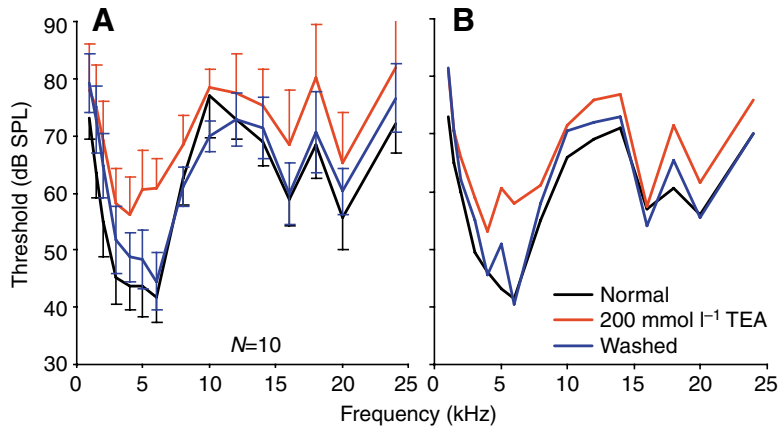 A
B
Threshold (dB SPL)
90
80
70
60
50
40
30
N=10
Normal
200 mmol l⁻¹ TEA
Washed
0 5 10 15 20 25
0 5 10 15 20 25
Frequency (kHz)